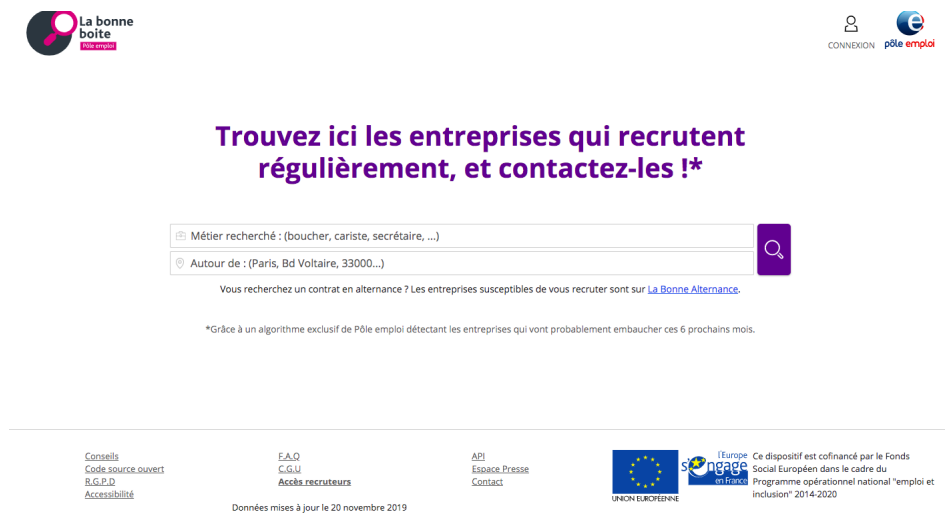 La bonne
boite
Pôle emploi
CONNEXION
pôle emploi
Trouvez ici les entreprises qui recrutent
régulièrement, et contactez-les !*
Métier recherché : (boucher, cariste, secrétaire, ...)
Autour de : (Paris, Bd Voltaire, 33000...)
Vous recherchez un contrat en alternance ? Les entreprises susceptibles de vous recruter sont sur La Bonne Alternance.
*Grâce à un algorithme exclusif de Pôle emploi détectant les entreprises qui vont probablement embaucher ces 6 prochains mois.
Conseils
Code source ouvert
R.G.P.D
Accessibilité
F.A.Q
C.G.U
Accès recruteurs
API
Espace Presse
Contact
UNION EUROPÉENNE
l'Europe
s'engage
en France
Ce dispositif est cofinancé par le Fonds
Social Européen dans le cadre du
Programme opérationnel national "emploi et
inclusion" 2014-2020
Données mises à jour le 20 novembre 2019